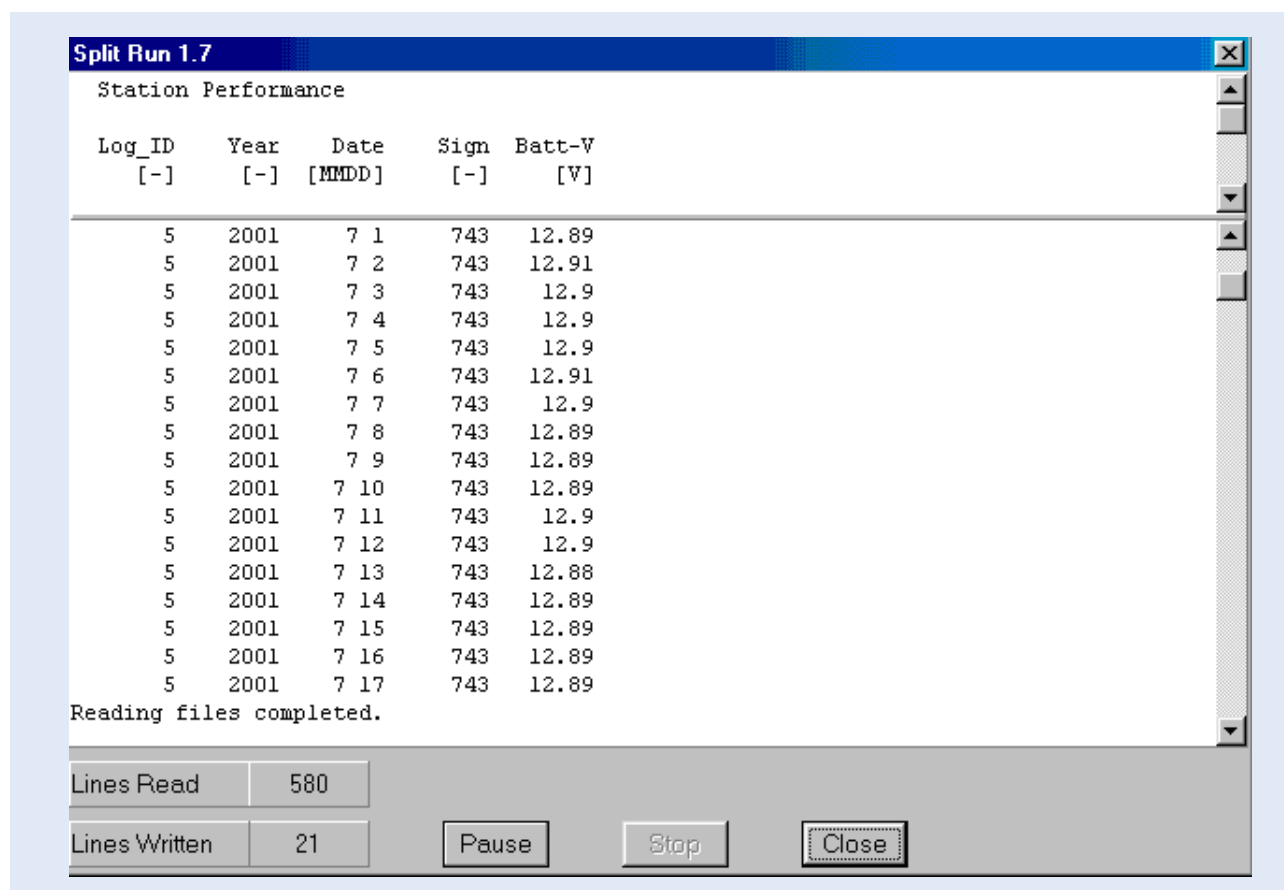 Split Run 1.7
Station Performance
Log_ID Year Date Sign Batt-V
[-] [-] [MMDD] [-] [V]
5 2001 7 1 743 12.89
5 2001 7 2 743 12.91
5 2001 7 3 743 12.9
5 2001 7 4 743 12.9
5 2001 7 5 743 12.9
5 2001 7 6 743 12.91
5 2001 7 7 743 12.9
5 2001 7 8 743 12.89
5 2001 7 9 743 12.89
5 2001 7 10 743 12.89
5 2001 7 11 743 12.9
5 2001 7 12 743 12.9
5 2001 7 13 743 12.88
5 2001 7 14 743 12.89
5 2001 7 15 743 12.89
5 2001 7 16 743 12.89
5 2001 7 17 743 12.89
Reading files completed.
Lines Read 580
Lines Written 21 Pause Stop Close